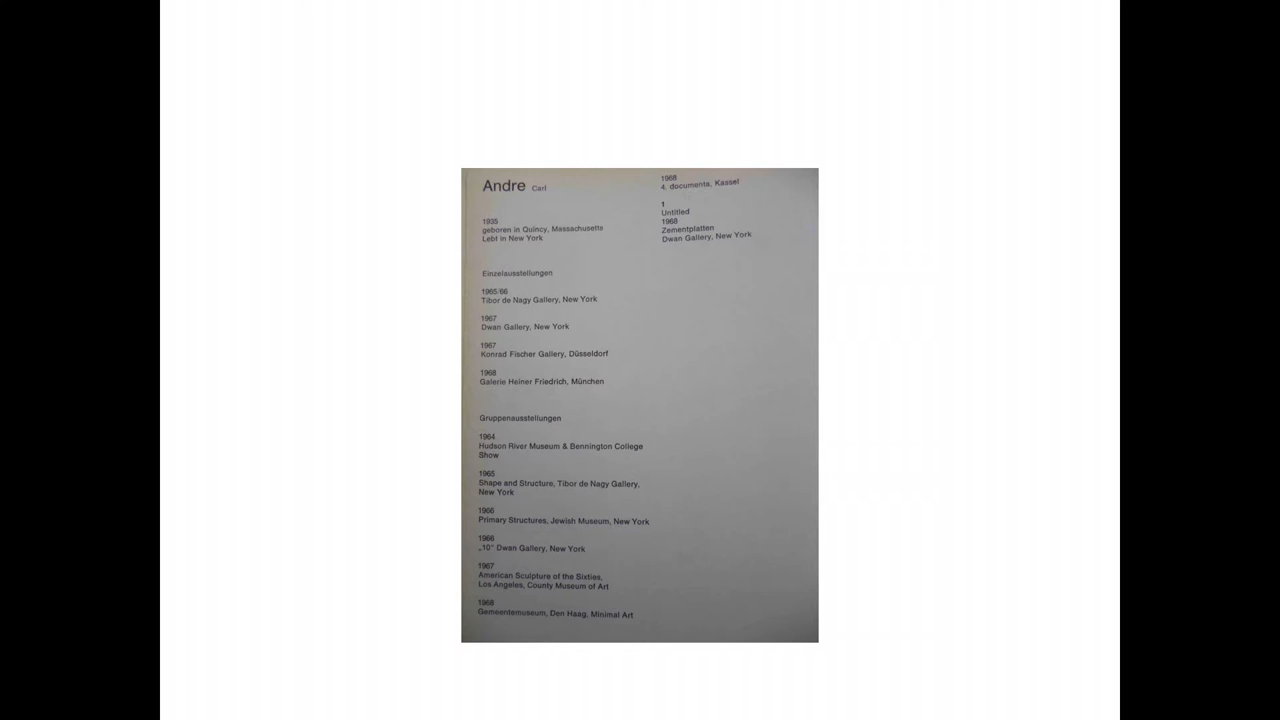 Andre Carl
1935
geboren in Quincy, Massachusetts
Lebt in New York
Einzelausstellungen
1965/66
Tibor de Nagy Gallery, New York
1967
Dwan Gallery, New York
1967
Konrad Fischer Gallery, Düsseldorf
1968
Galerie Heiner Friedrich, München
Gruppenausstellungen
1964
Hudson River Museum & Bennington College
Show
1965
Shape and Structure, Tibor de Nagy Gallery,
New York
1966
Primary Structures, Jewish Museum, New York
1966
„10" Dwan Gallery, New York
1967
American Sculpture of the Sixties,
Los Angeles, County Museum of Art
1968
Gemeentemuseum, Den Haag, Minimal Art
1968
4. documenta, Kassel
1
Untitled
1968
Zementplatten
Dwan Gallery, New York